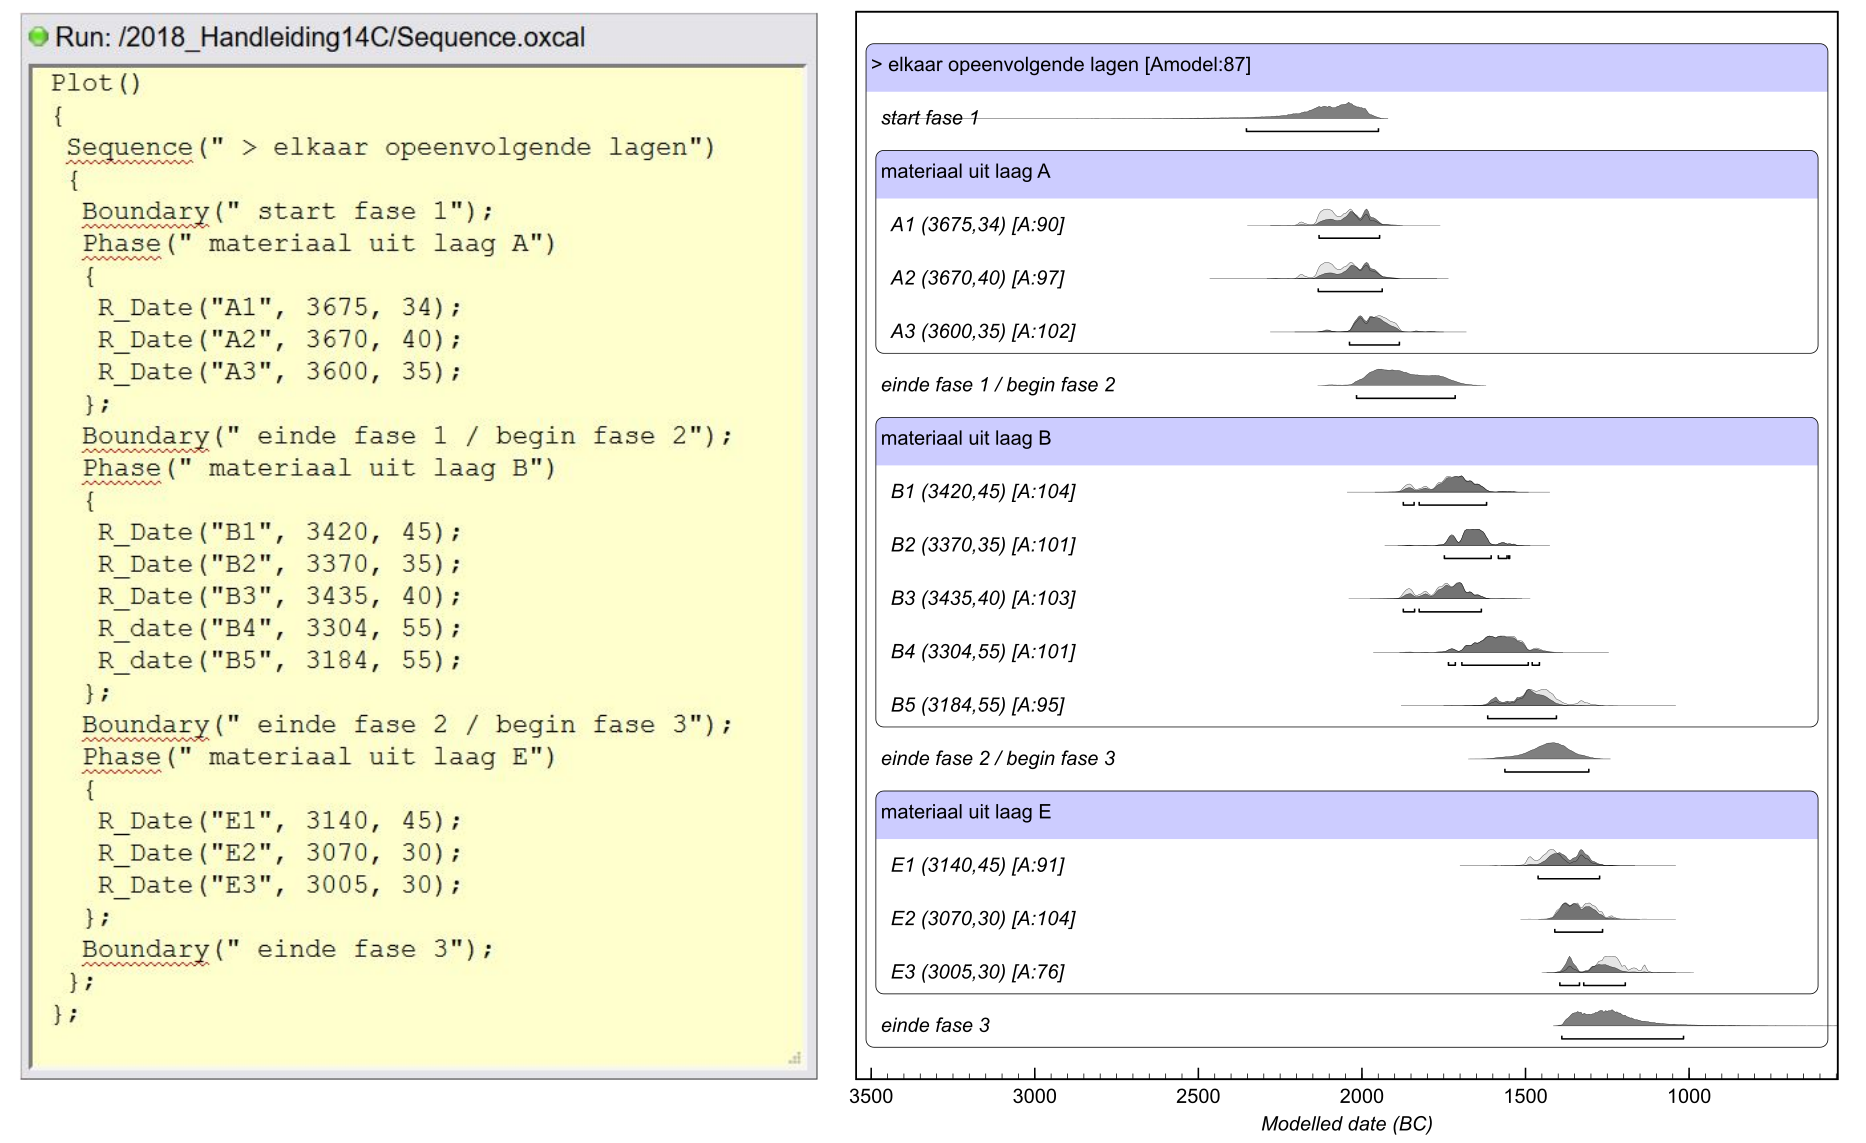 Run: /2018_Handleiding14C/Sequence.oxcal
Plot()
{
Sequence(" > elkaar opeenvolgende lagen")
{
Boundary(" start fase 1");
Phase(" materiaal uit laag A")
{
R_Date("A1", 3675, 34);
R_Date("A2", 3670, 40);
R_Date("A3", 3600, 35);
};
Boundary(" einde fase 1 / begin fase 2");
Phase(" materiaal uit laag B")
{
R_Date("B1", 3420, 45);
R_Date("B2", 3370, 35);
R_Date("B3", 3435, 40);
R_date("B4", 3304, 55);
R_date("B5", 3184, 55);
};
Boundary(" einde fase 2 / begin fase 3");
Phase(" materiaal uit laag E")
{
R_Date("E1", 3140, 45);
R_Date("E2", 3070, 30);
R_Date("E3", 3005, 30);
};
Boundary(" einde fase 3");
};
};
> elkaar opeenvolgende lagen [Amodel:87]
start fase 1
materiaal uit laag A
A1 (3675,34) [A:90]
A2 (3670,40) [A:97]
A3 (3600,35) [A:102]
einde fase 1 / begin fase 2
materiaal uit laag B
B1 (3420,45) [A:104]
B2 (3370,35) [A:101]
B3 (3435,40) [A:103]
B4 (3304,55) [A:101]
B5 (3184,55) [A:95]
einde fase 2 / begin fase 3
materiaal uit laag E
E1 (3140,45) [A:91]
E2 (3070,30) [A:104]
E3 (3005,30) [A:76]
einde fase 3
3500 3000 2500 2000 1500 1000
Modelled date (BC)